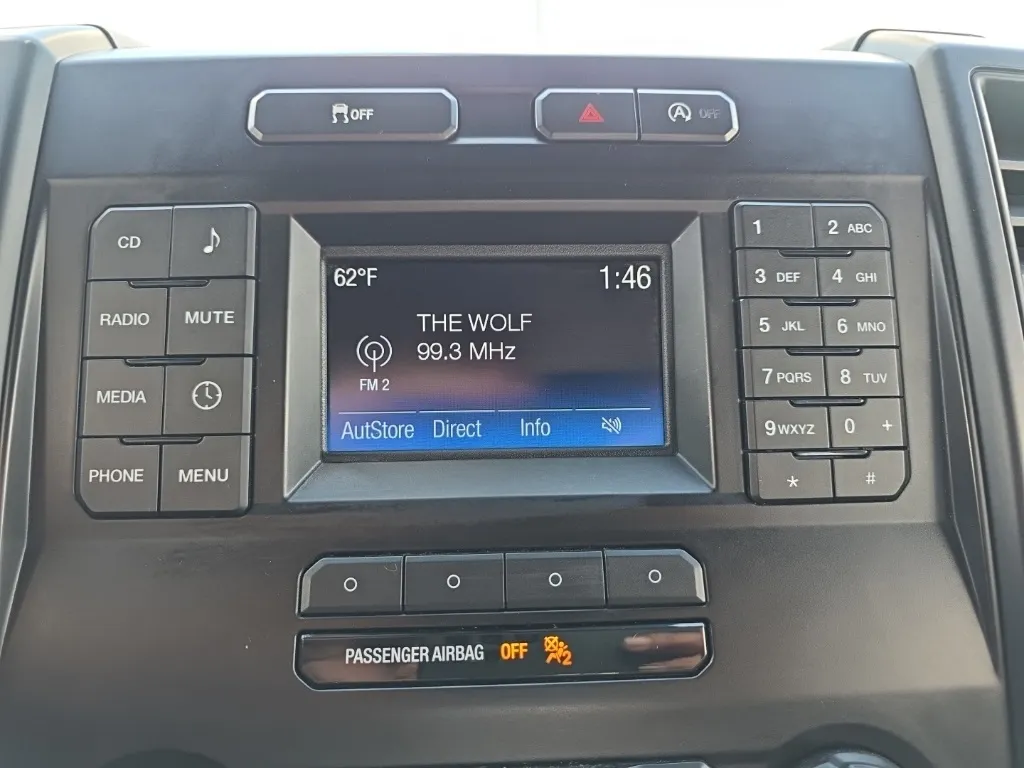 OFF
A OFF
CD
RADIO MUTE
MEDIA
PHONE MENU
62°F 1:46
THE WOLF
99.3 MHz
FM 2
AutoStore Direct Info
1 2 ABC
3 DEF 4 GHI
5 JKL 6 MNO
7 PQRS 8 TUV
9 WXYZ 0 +
* #
PASSENGER AIRBAG OFF 2